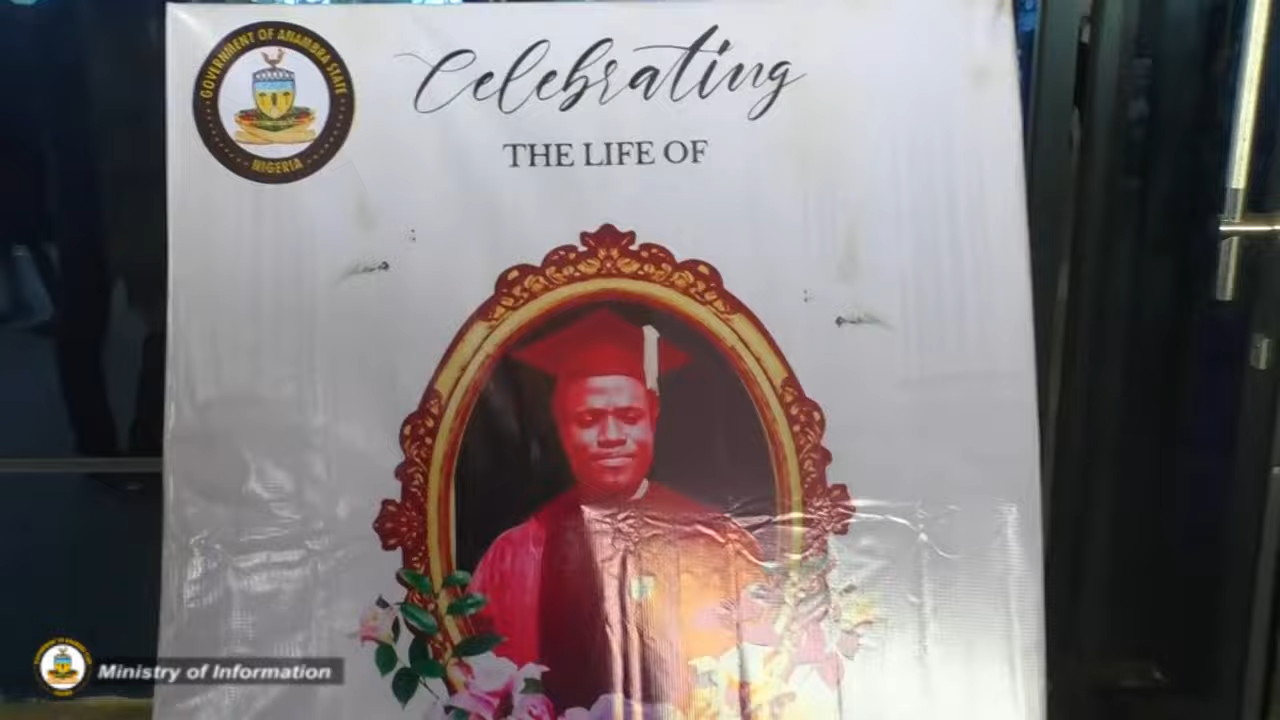 GOVERNMENT OF ANAMBRA STATE
NIGERIA
Celebrating
THE LIFE OF
Ministry of Information